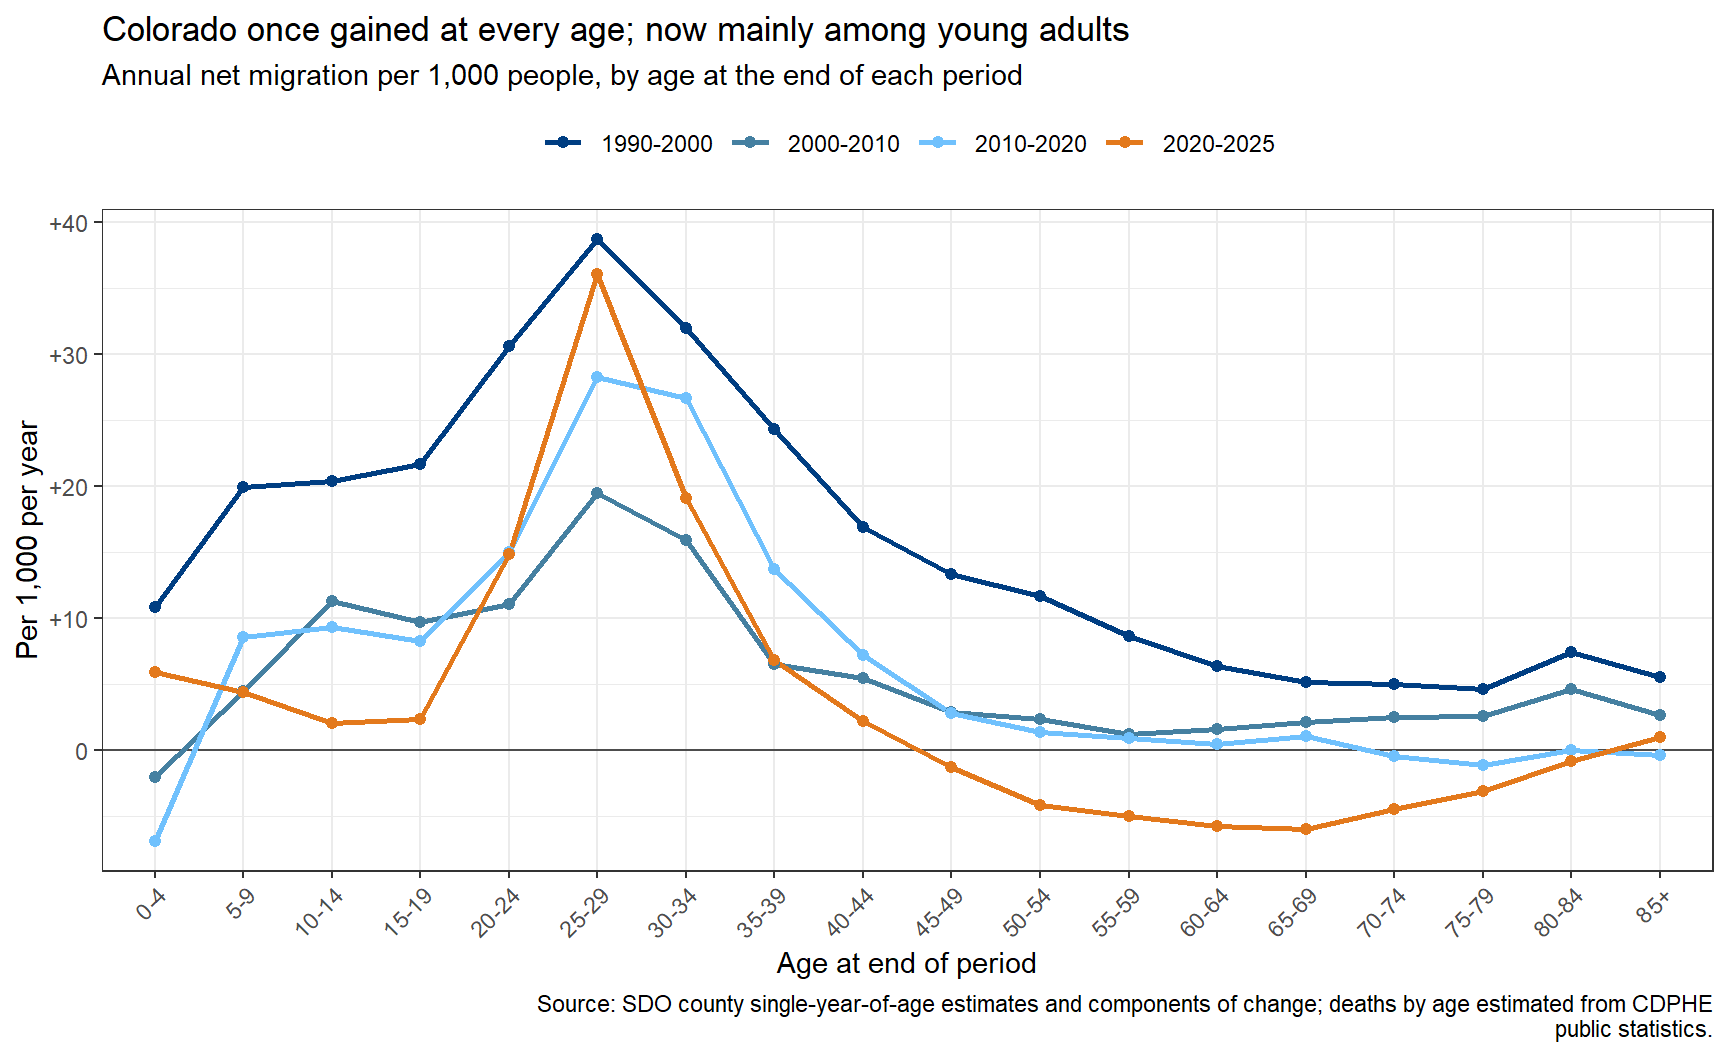 Colorado once gained at every age; now mainly among young adults
Annual net migration per 1,000 people, by age at the end of each period
1990-2000 2000-2010 2010-2020 2020-2025
+40
+30
+20
+10
0
Per 1,000 per year
0-4 5-9 10-14 15-19 20-24 25-29 30-34 35-39 40-44 45-49 50-54 55-59 60-64 65-69 70-74 75-79 80-84 85+
Age at end of period
Source: SDO county single-year-of-age estimates and components of change; deaths by age estimated from CDPHE
public statistics.